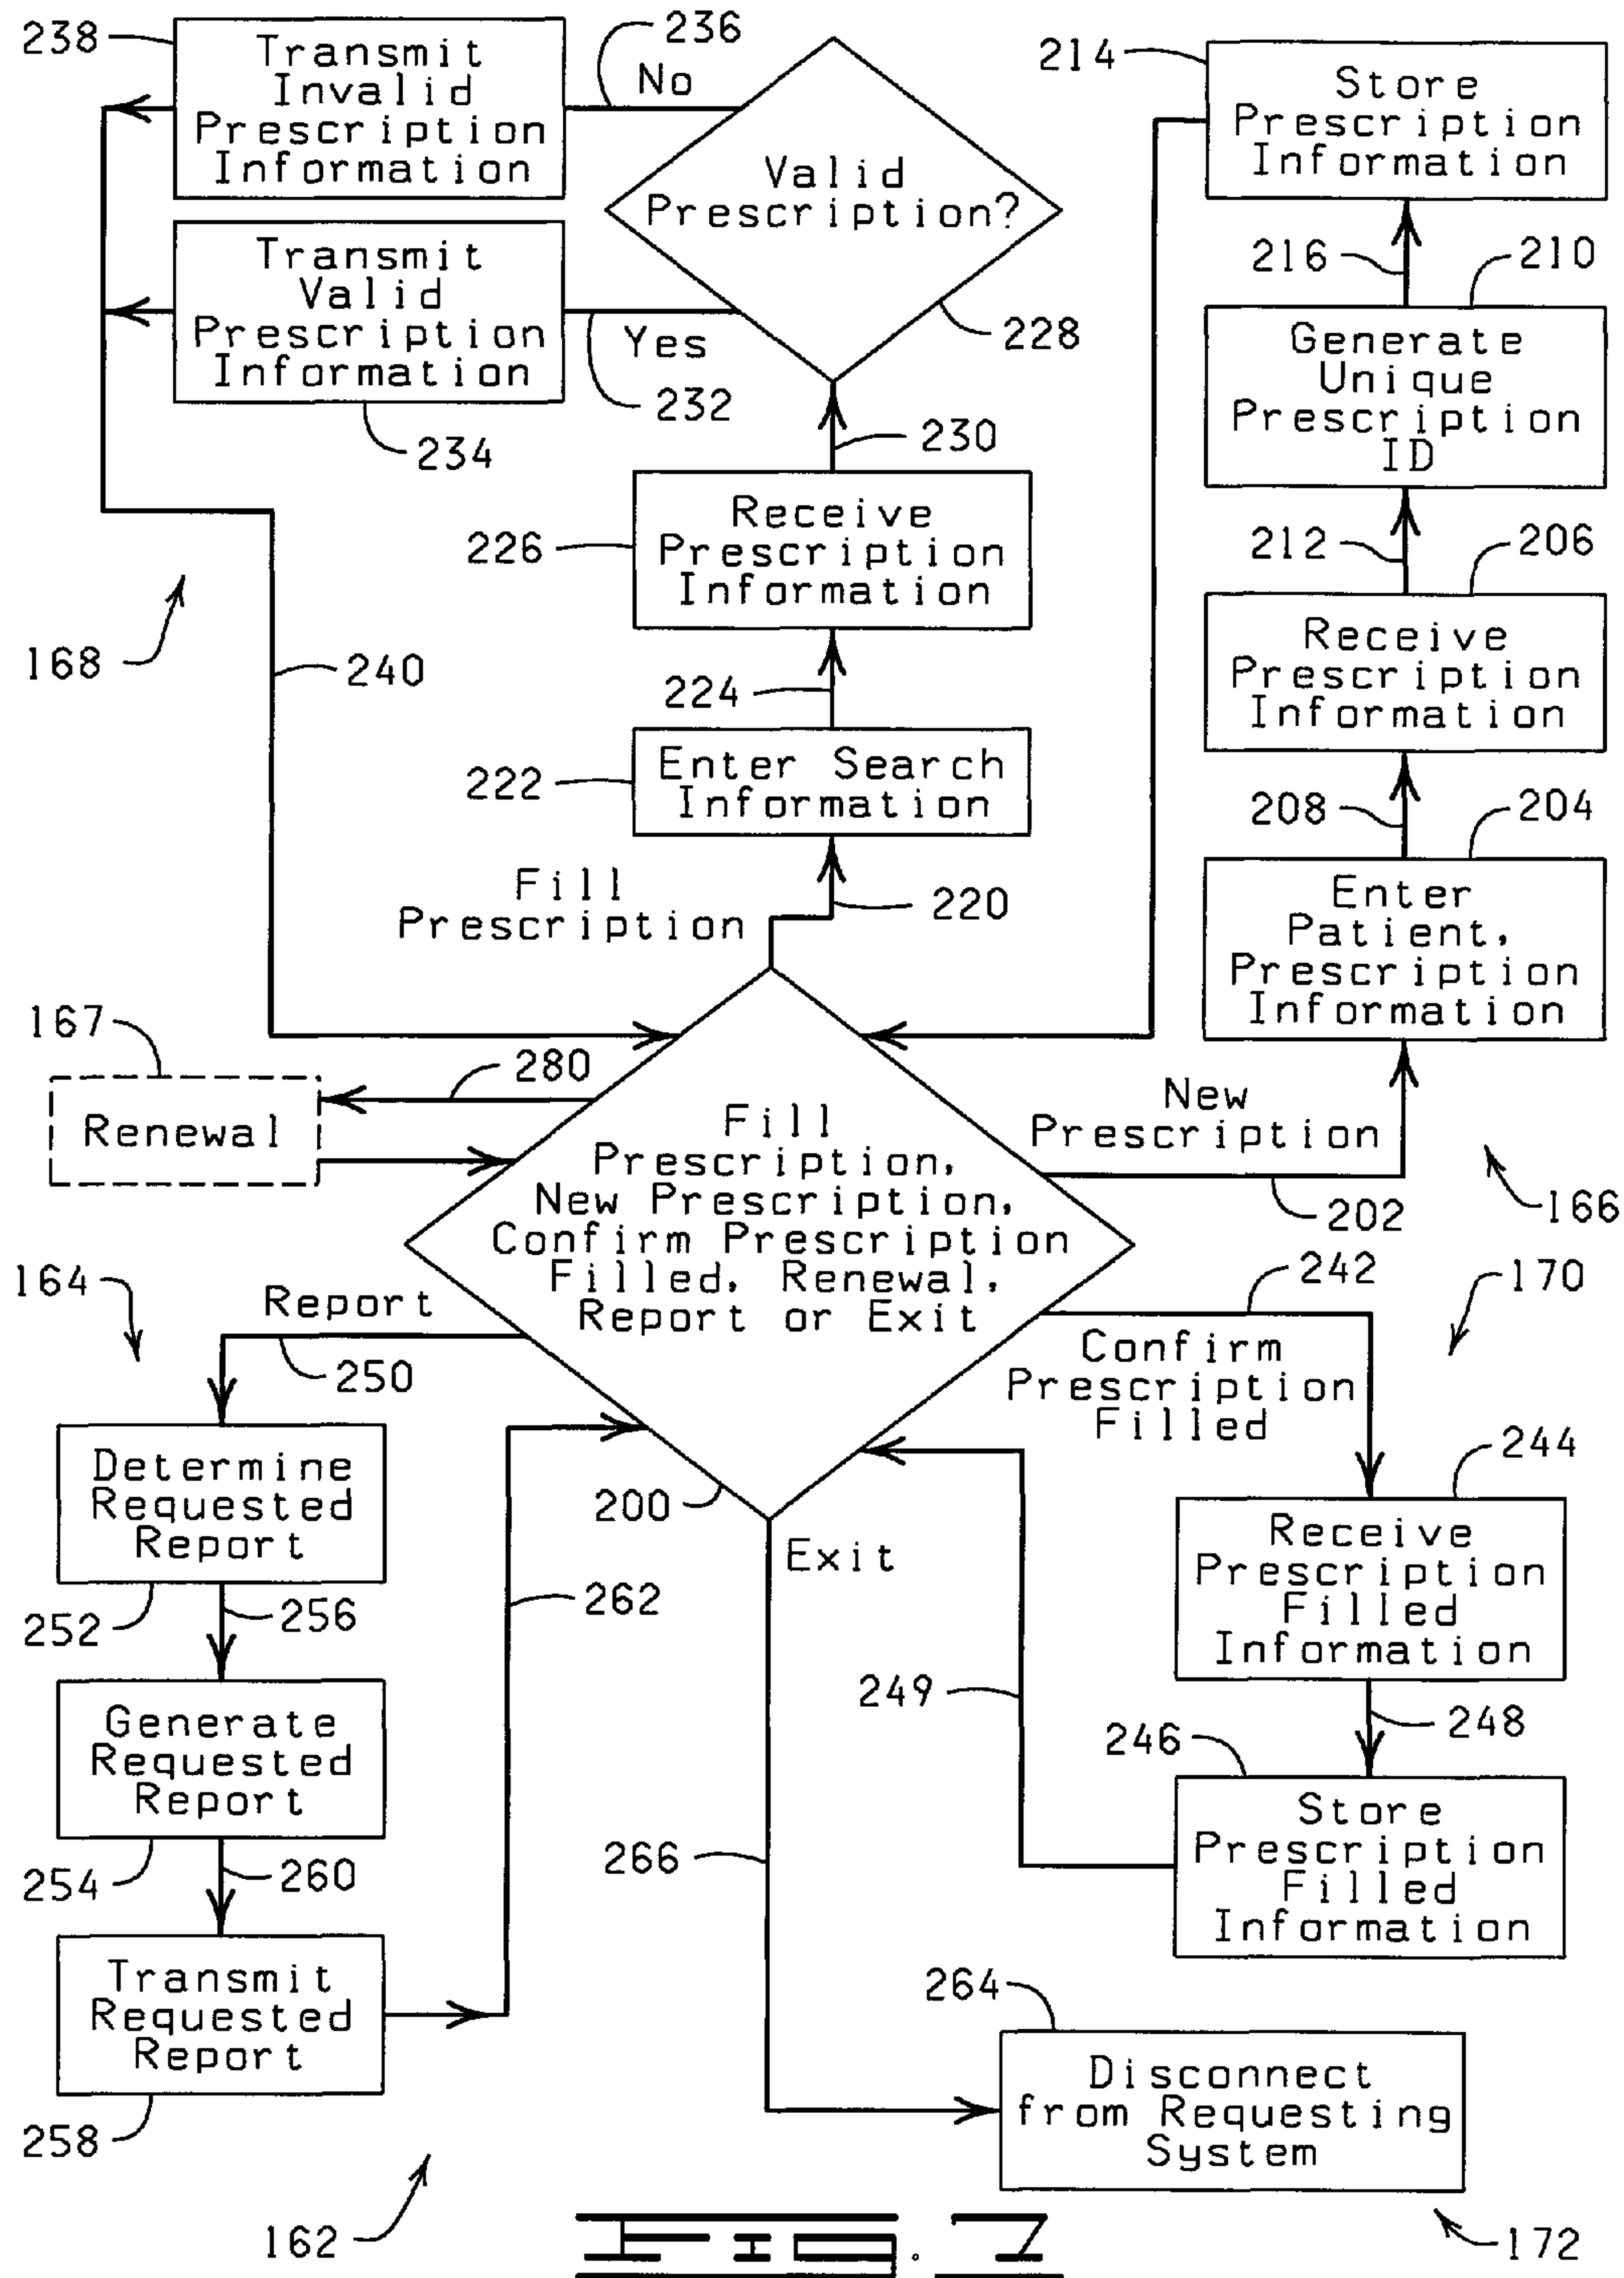 238
Transmit
Invalid
Prescription
Information
236
No
Valid
Prescription?
228
Transmit
Valid
Prescription
Information
234
Yes
232
230
226
Receive
Prescription
Information
168
240
224
222
Enter Search
Information
Fill
Prescription
220
214
Store
Prescription
Information
216
210
Generate
Unique
Prescription
ID
212
206
Receive
Prescription
Information
208
204
Enter
Patient,
Prescription
Information
New
Prescription
202
166
167
Renewal
280
Fill
Prescription,
New Prescription,
Confirm Prescription
Filled, Renewal,
Report or Exit
200
164
Report
250
Determine
Requested
Report
252
256
Generate
Requested
Report
254
260
Transmit
Requested
Report
258
262
162
242
170
Confirm
Prescription
Filled
244
Receive
Prescription
Filled
Information
248
246
Store
Prescription
Filled
Information
249
Exit
266
264
Disconnect
from Requesting
System
172
FIG. 7